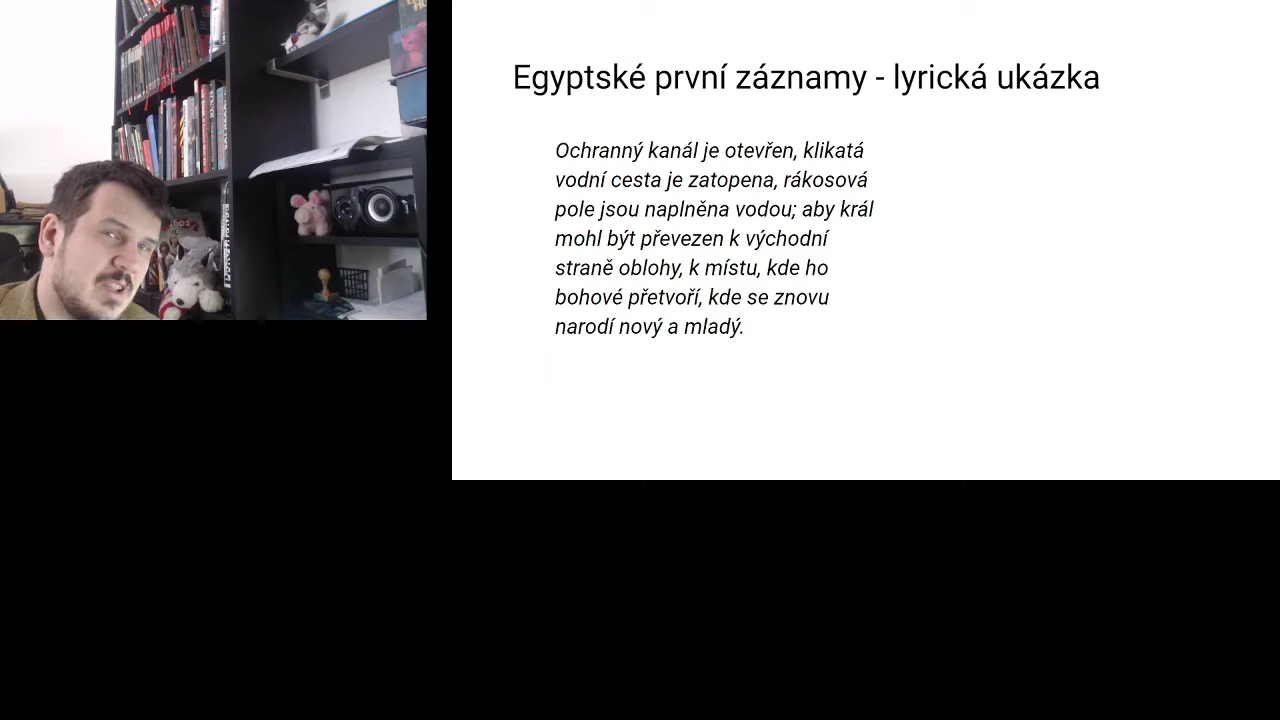 Egyptské první záznamy - lyrická ukázka
Ochranný kanál je otevřen, klikatá
vodní cesta je zatopena, rákosová
pole jsou naplněna vodou; aby král
mohl být převezen k východní
straně oblohy, k místu, kde ho
bohové přetvoří, kde se znovu
narodí nový a mladý.